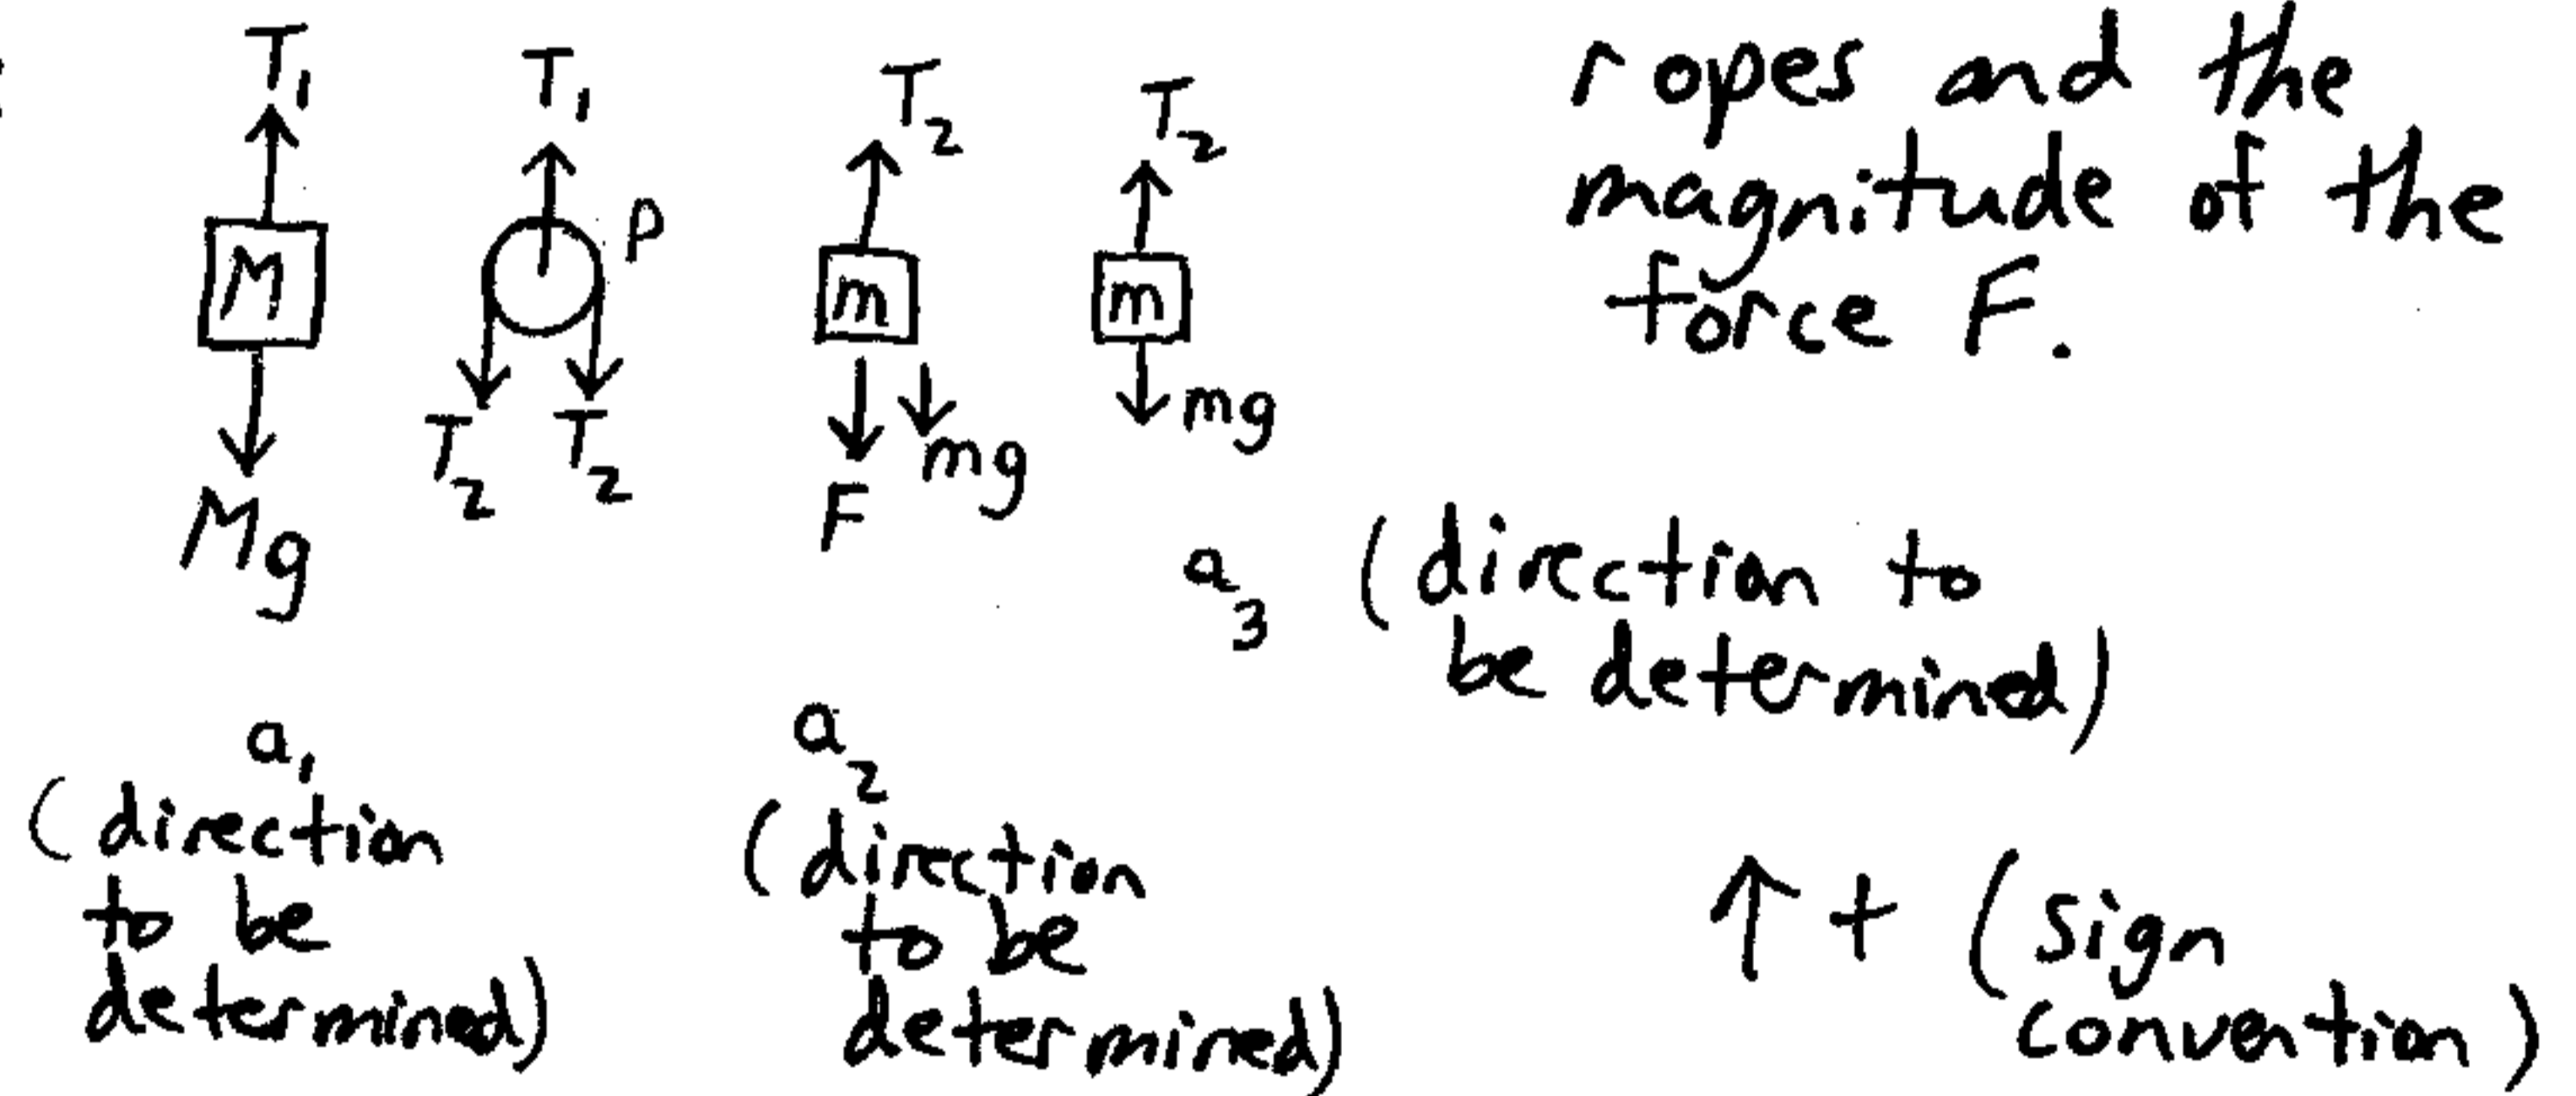 T₁ T₁ T₂ T₂ ropes and the
magnitude of the
force F.
M P m m
T₂ T₂ mg mg
Mg F
a₃ (direction to
be determined)
a₁
(direction
to be
determined)
a₂
(direction
to be
determined)
↑ + (sign
convention)